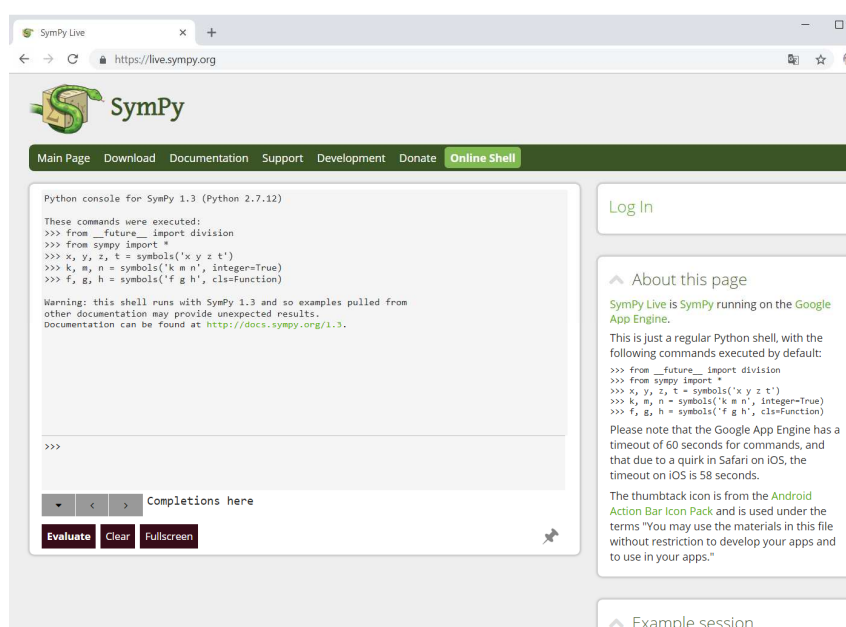 SymPy Live
https://live.sympy.org
SymPy
Main Page Download Documentation Support Development Donate Online Shell
Python console for SymPy 1.3 (Python 2.7.12)
These commands were executed:
>>> from __future__ import division
>>> from sympy import *
>>> x, y, z, t = symbols('x y z t')
>>> k, m, n = symbols('k m n', integer=True)
>>> f, g, h = symbols('f g h', cls=Function)
Warning: this shell runs with SymPy 1.3 and so examples pulled from
other documentation may provide unexpected results.
Documentation can be found at http://docs.sympy.org/1.3.
>>>
Completions here
Evaluate Clear Fullscreen
Log In
About this page
SymPy Live is SymPy running on the Google
App Engine.
This is just a regular Python shell, with the
following commands executed by default:
>>> from __future__ import division
>>> from sympy import *
>>> x, y, z, t = symbols('x y z t')
>>> k, m, n = symbols('k m n', integer=True)
>>> f, g, h = symbols('f g h', cls=Function)
Please note that the Google App Engine has a
timeout of 60 seconds for commands, and
that due to a quirk in Safari on iOS, the
timeout on iOS is 58 seconds.
The thumbtack icon is from the Android
Action Bar Icon Pack and is used under the
terms "You may use the materials in this file
without restriction to develop your apps and
to use in your apps."
Example session